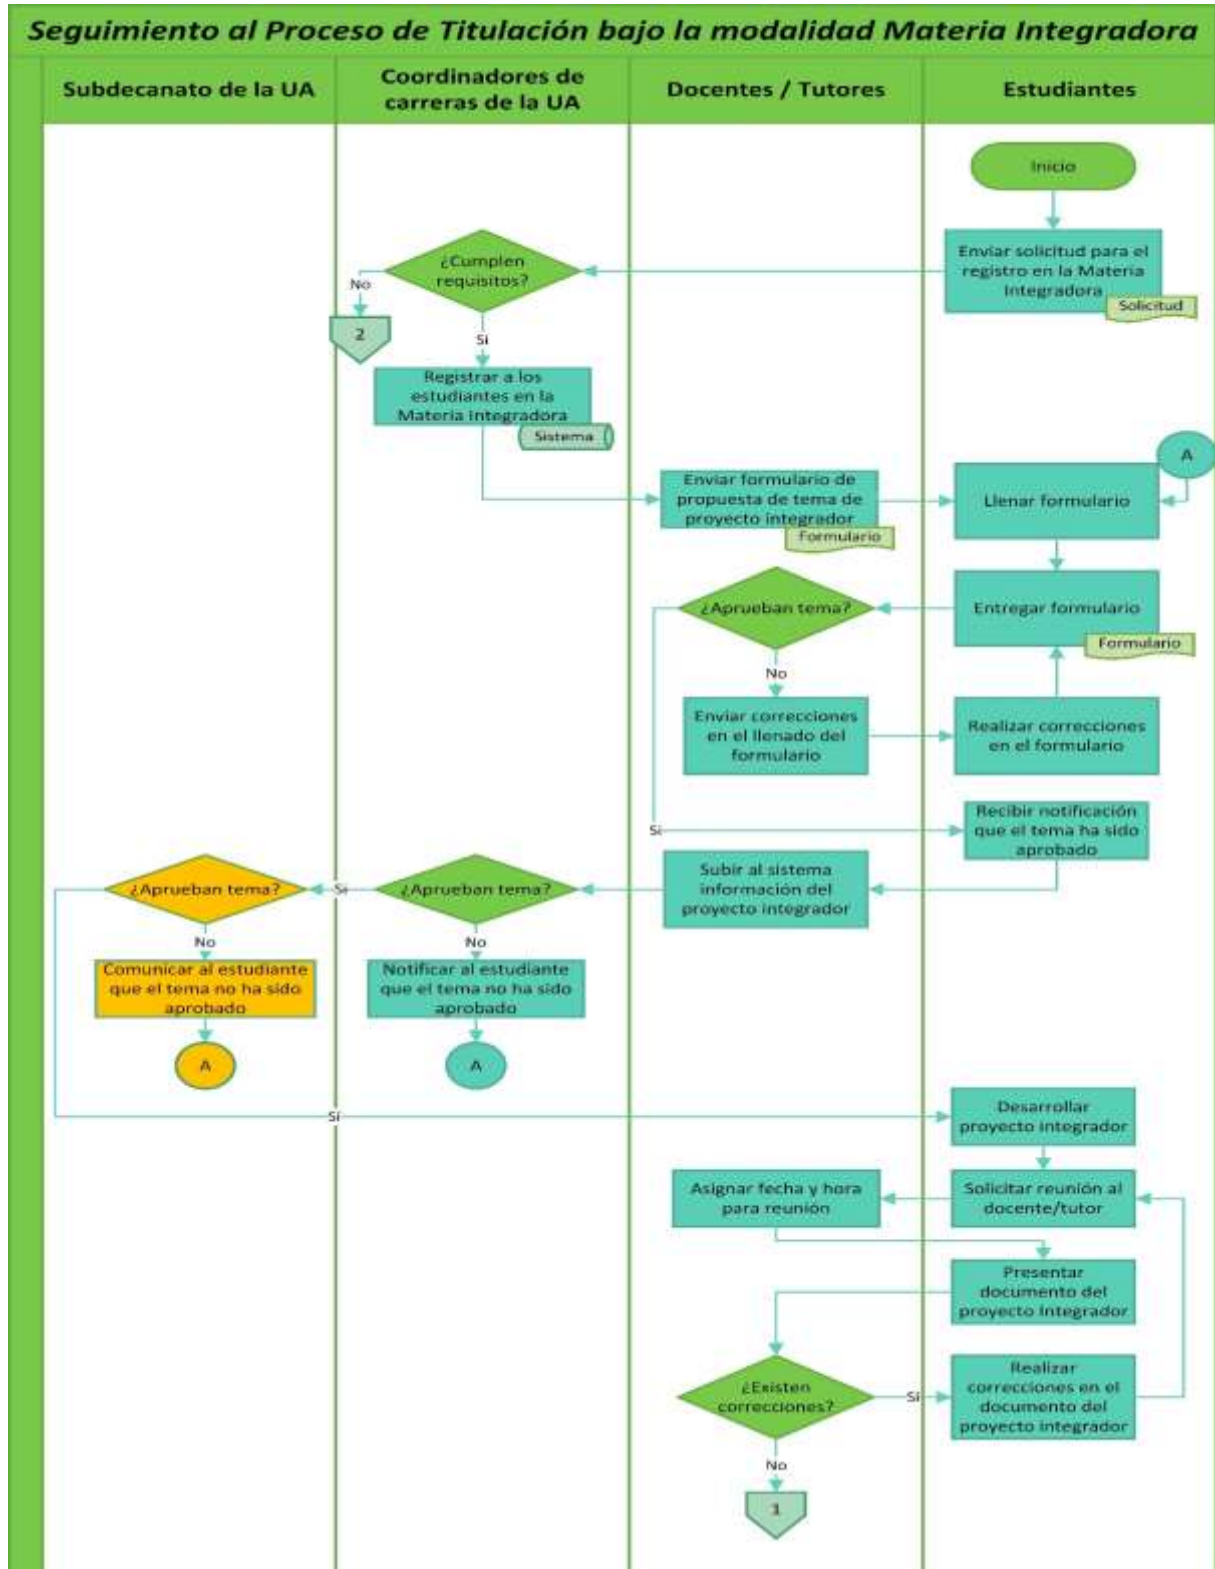 Seguimiento al Proceso de Titulación bajo la modalidad Materia Integradora
Subdecanato de la UA
Coordinadores de
carreras de la UA
Docentes / Tutores
Estudiantes
Inicio
Enviar solicitud para el
registro en la Materia
Integradora
Solicitud
¿Cumplen
requisitos?
No
2
Si
Registrar a los
estudiantes en la
Materia Integradora
Sistema
A
Enviar formulario de
propuesta de tema de
proyecto integrador
Formulario
Llenar formulario
¿Aprueban tema?
Entregar formulario
Formulario
No
Enviar correcciones
en el llenado del
formulario
Realizar correcciones
en el formulario
Si
Recibir notificación
que el tema ha sido
aprobado
Subir al sistema
información del
proyecto integrador
¿Aprueban tema?
Si
¿Aprueban tema?
No
No
Comunicar al estudiante
que el tema no ha sido
aprobado
Notificar al estudiante
que el tema no ha sido
aprobado
A
A
Sí
Desarrollar
proyecto integrador
Asignar fecha y hora
para reunión
Solicitar reunión al
docente/tutor
Presentar
documento del
proyecto Integrador
¿Existen
correcciones?
Sí
Realizar
correcciones en el
documento del
proyecto integrador
No
1